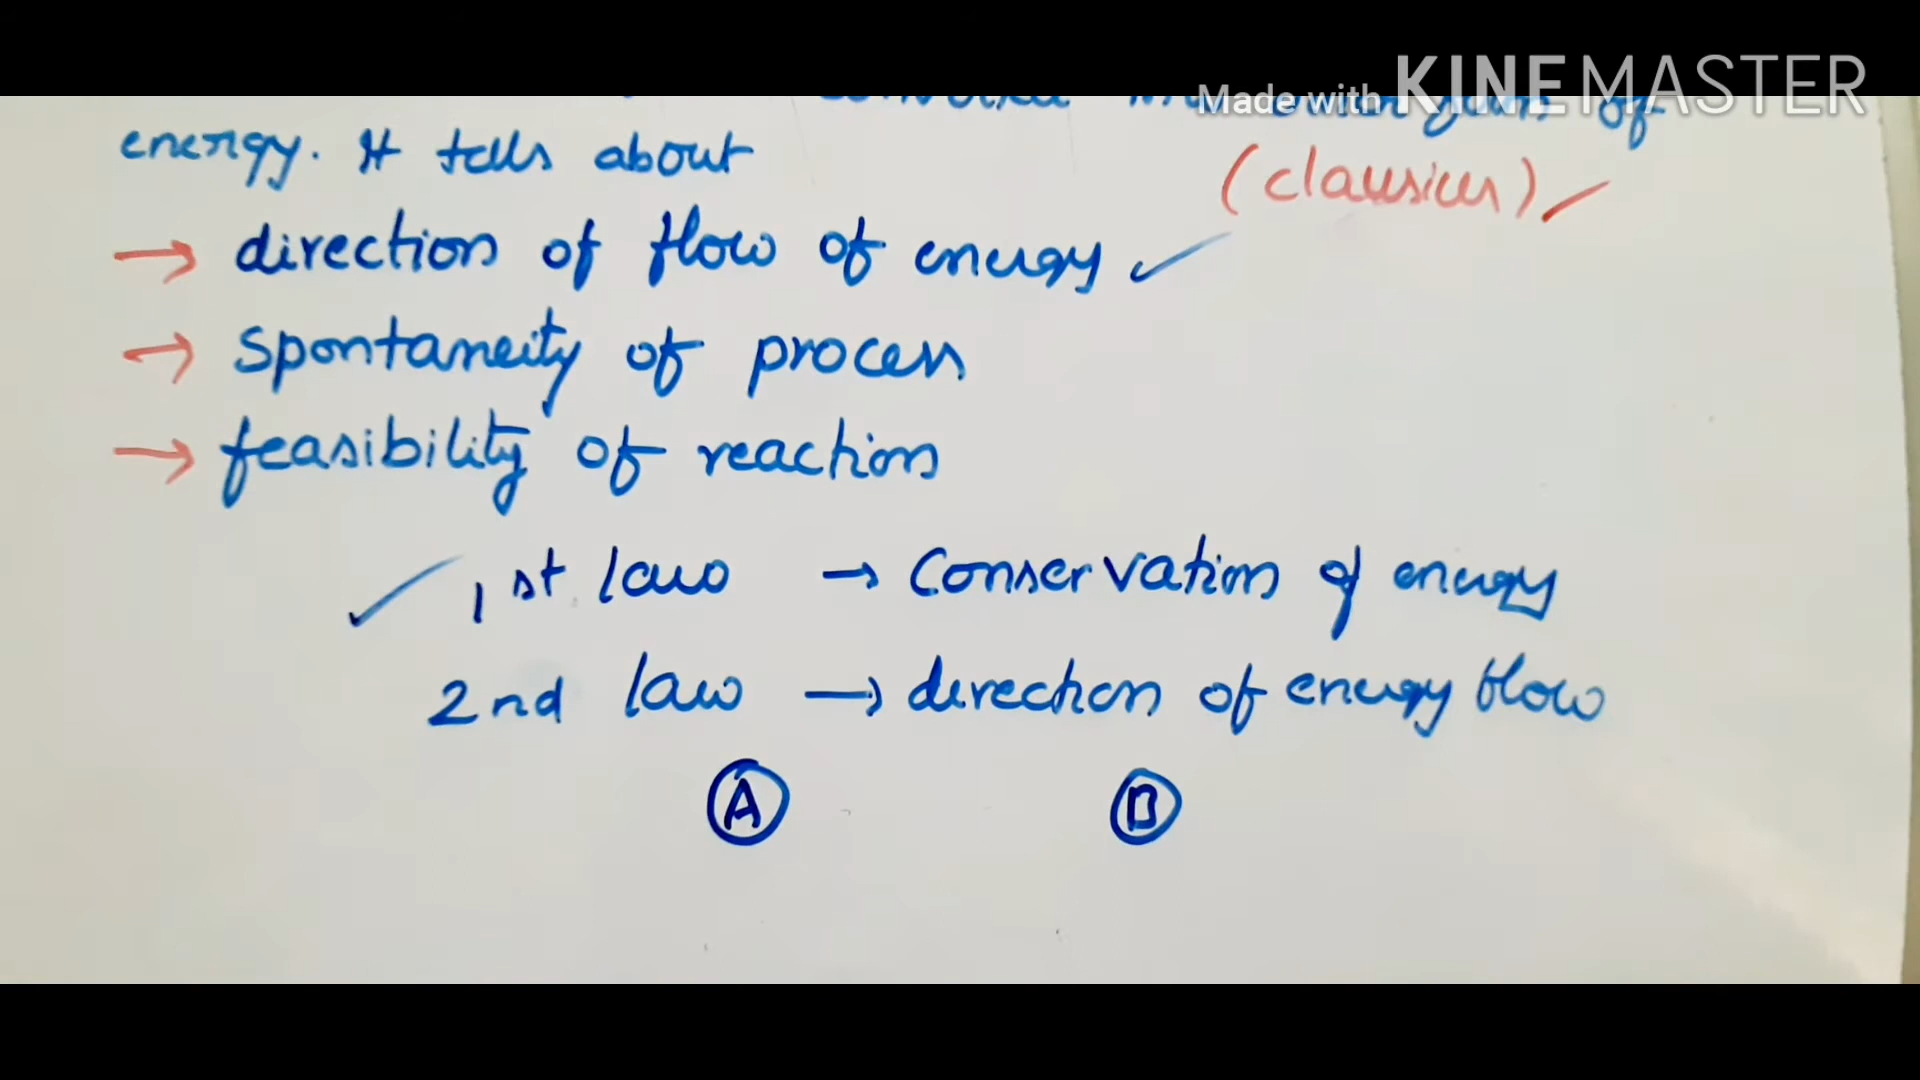 Made with KINEMASTER
of
energy. It tells about
(clausius) ✓
→ direction of flow of energy ✓
→ spontaneity of process
→ feasibility of reaction
✓ 1st law → Conservation of energy
2nd law → direction of energy flow
A B